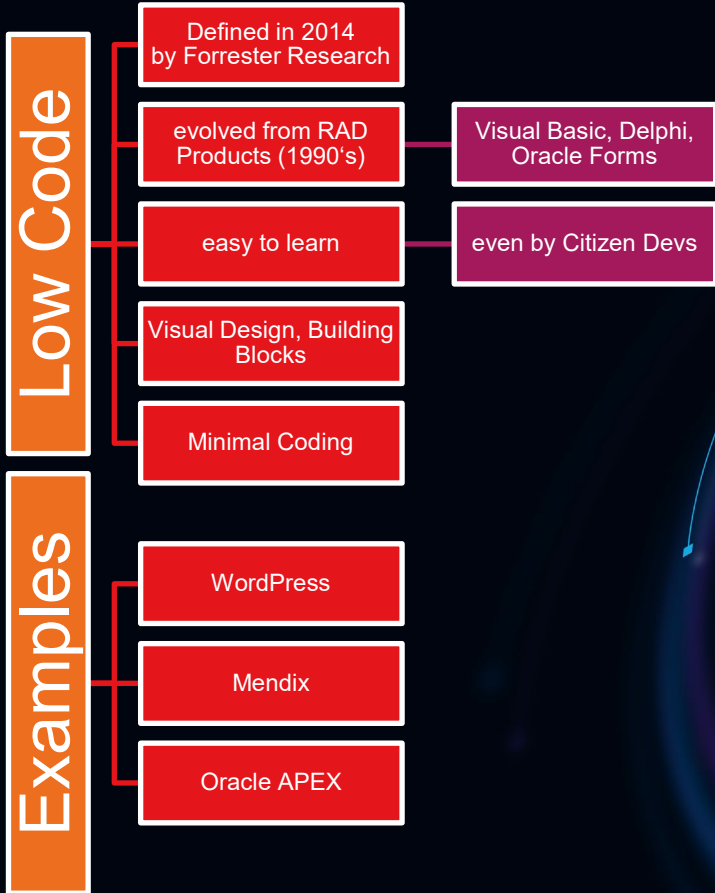 Low Code
Defined in 2014
by Forrester Research
evolved from RAD
Products (1990‘s)
Visual Basic, Delphi,
Oracle Forms
easy to learn
even by Citizen Devs
Visual Design, Building
Blocks
Minimal Coding
Examples
WordPress
Mendix
Oracle APEX